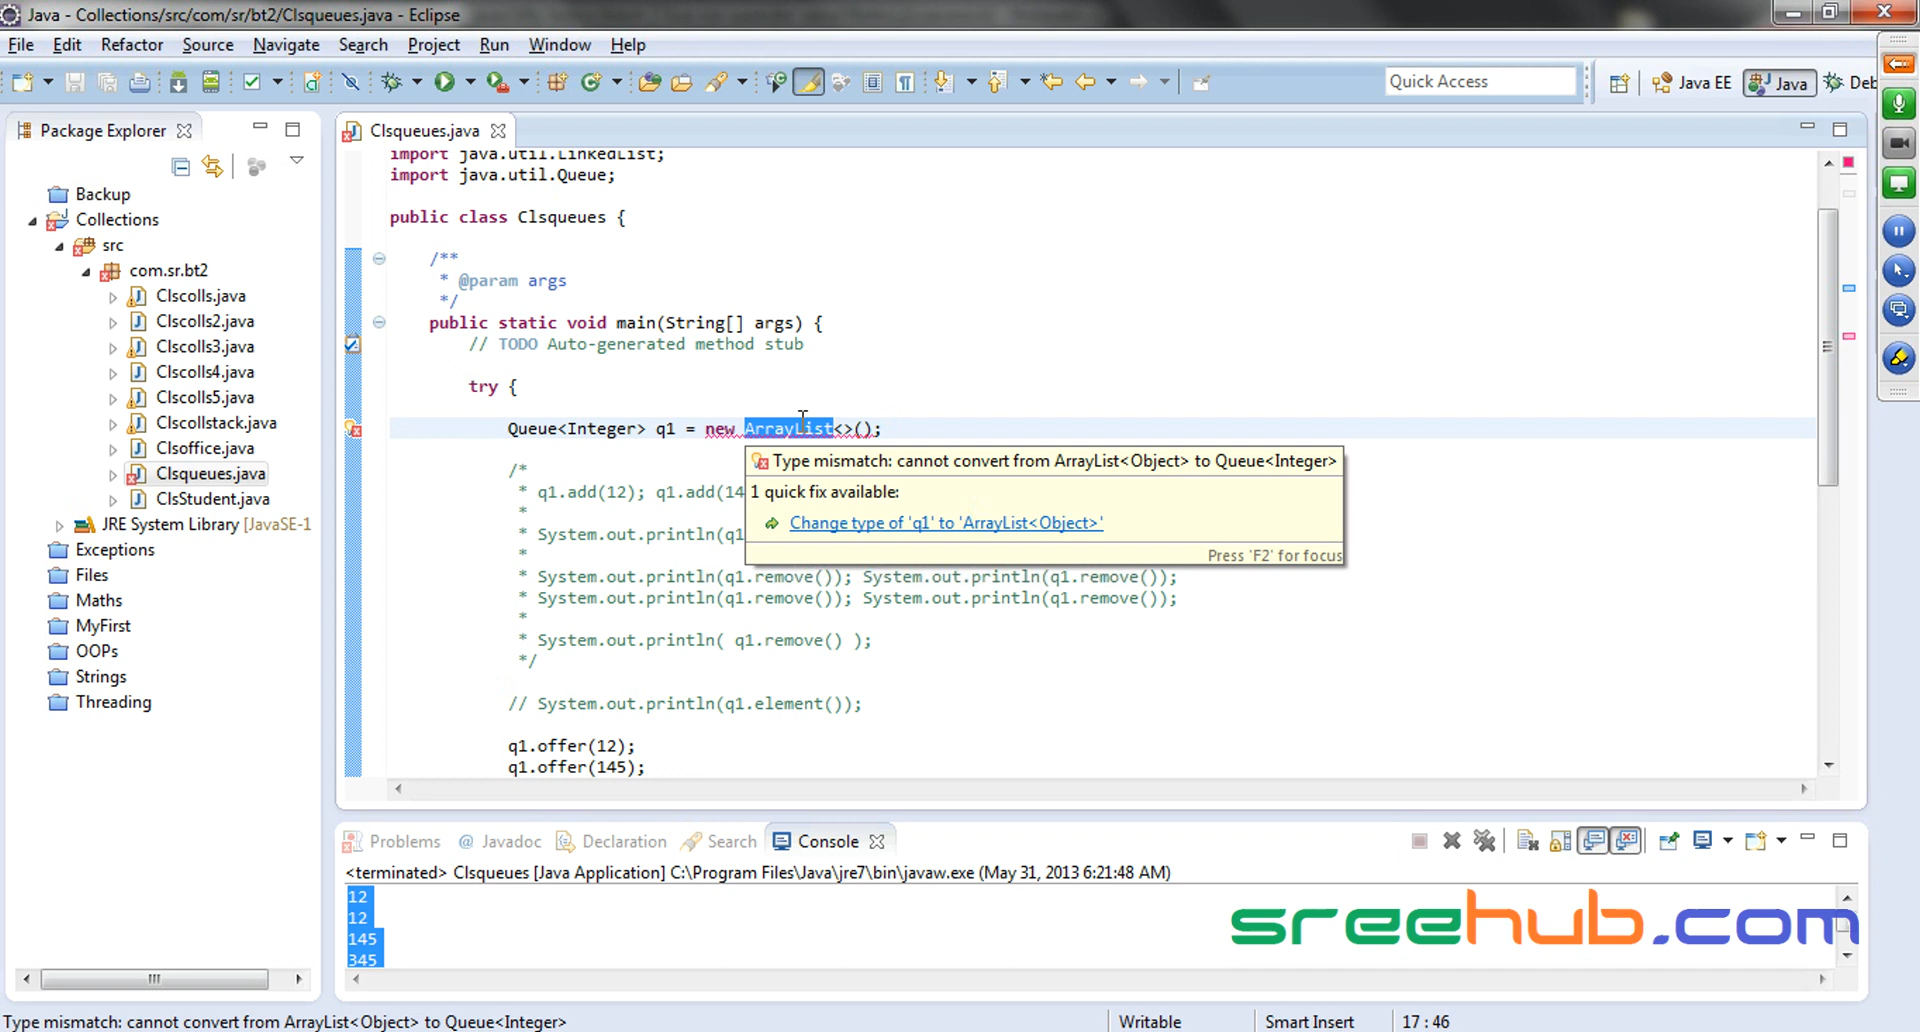 Java - Collections/src/com/sr/bt2/Clsqueues.java - Eclipse
File Edit Refactor Source Navigate Search Project Run Window Help
Quick Access Java EE Java Deb
Package Explorer
Backup
Collections
src
com.sr.bt2
Clscolls.java
Clscolls2.java
Clscolls3.java
Clscolls4.java
Clscolls5.java
Clscollstack.java
Clsoffice.java
Clsqueues.java
ClsStudent.java
JRE System Library [JavaSE-1
Exceptions
Files
Maths
MyFirst
OOPs
Strings
Threading
Clsqueues.java
import java.util.LinkedList;
import java.util.Queue;
public class Clsqueues {
/**
* @param args
*/
public static void main(String[] args) {
// TODO Auto-generated method stub
try {
Queue<Integer> q1 = new ArrayList<>();
/*
* q1.add(12); q1.add(14
*
* System.out.println(q1
*
* System.out.println(q1.remove()); System.out.println(q1.remove());
* System.out.println(q1.remove()); System.out.println(q1.remove());
*
* System.out.println( q1.remove() );
*/
// System.out.println(q1.element());
q1.offer(12);
q1.offer(145);
Type mismatch: cannot convert from ArrayList<Object> to Queue<Integer>
1 quick fix available:
Change type of 'q1' to 'ArrayList<Object>'
Press 'F2' for focus
Problems @ Javadoc Declaration Search Console
<terminated> Clsqueues [Java Application] C:\Program Files\Java\jre7\bin\javaw.exe (May 31, 2013 6:21:48 AM)
12
12
145
345
sreehub.com
Type mismatch: cannot convert from ArrayList<Object> to Queue<Integer> Writable Smart Insert 17 : 46